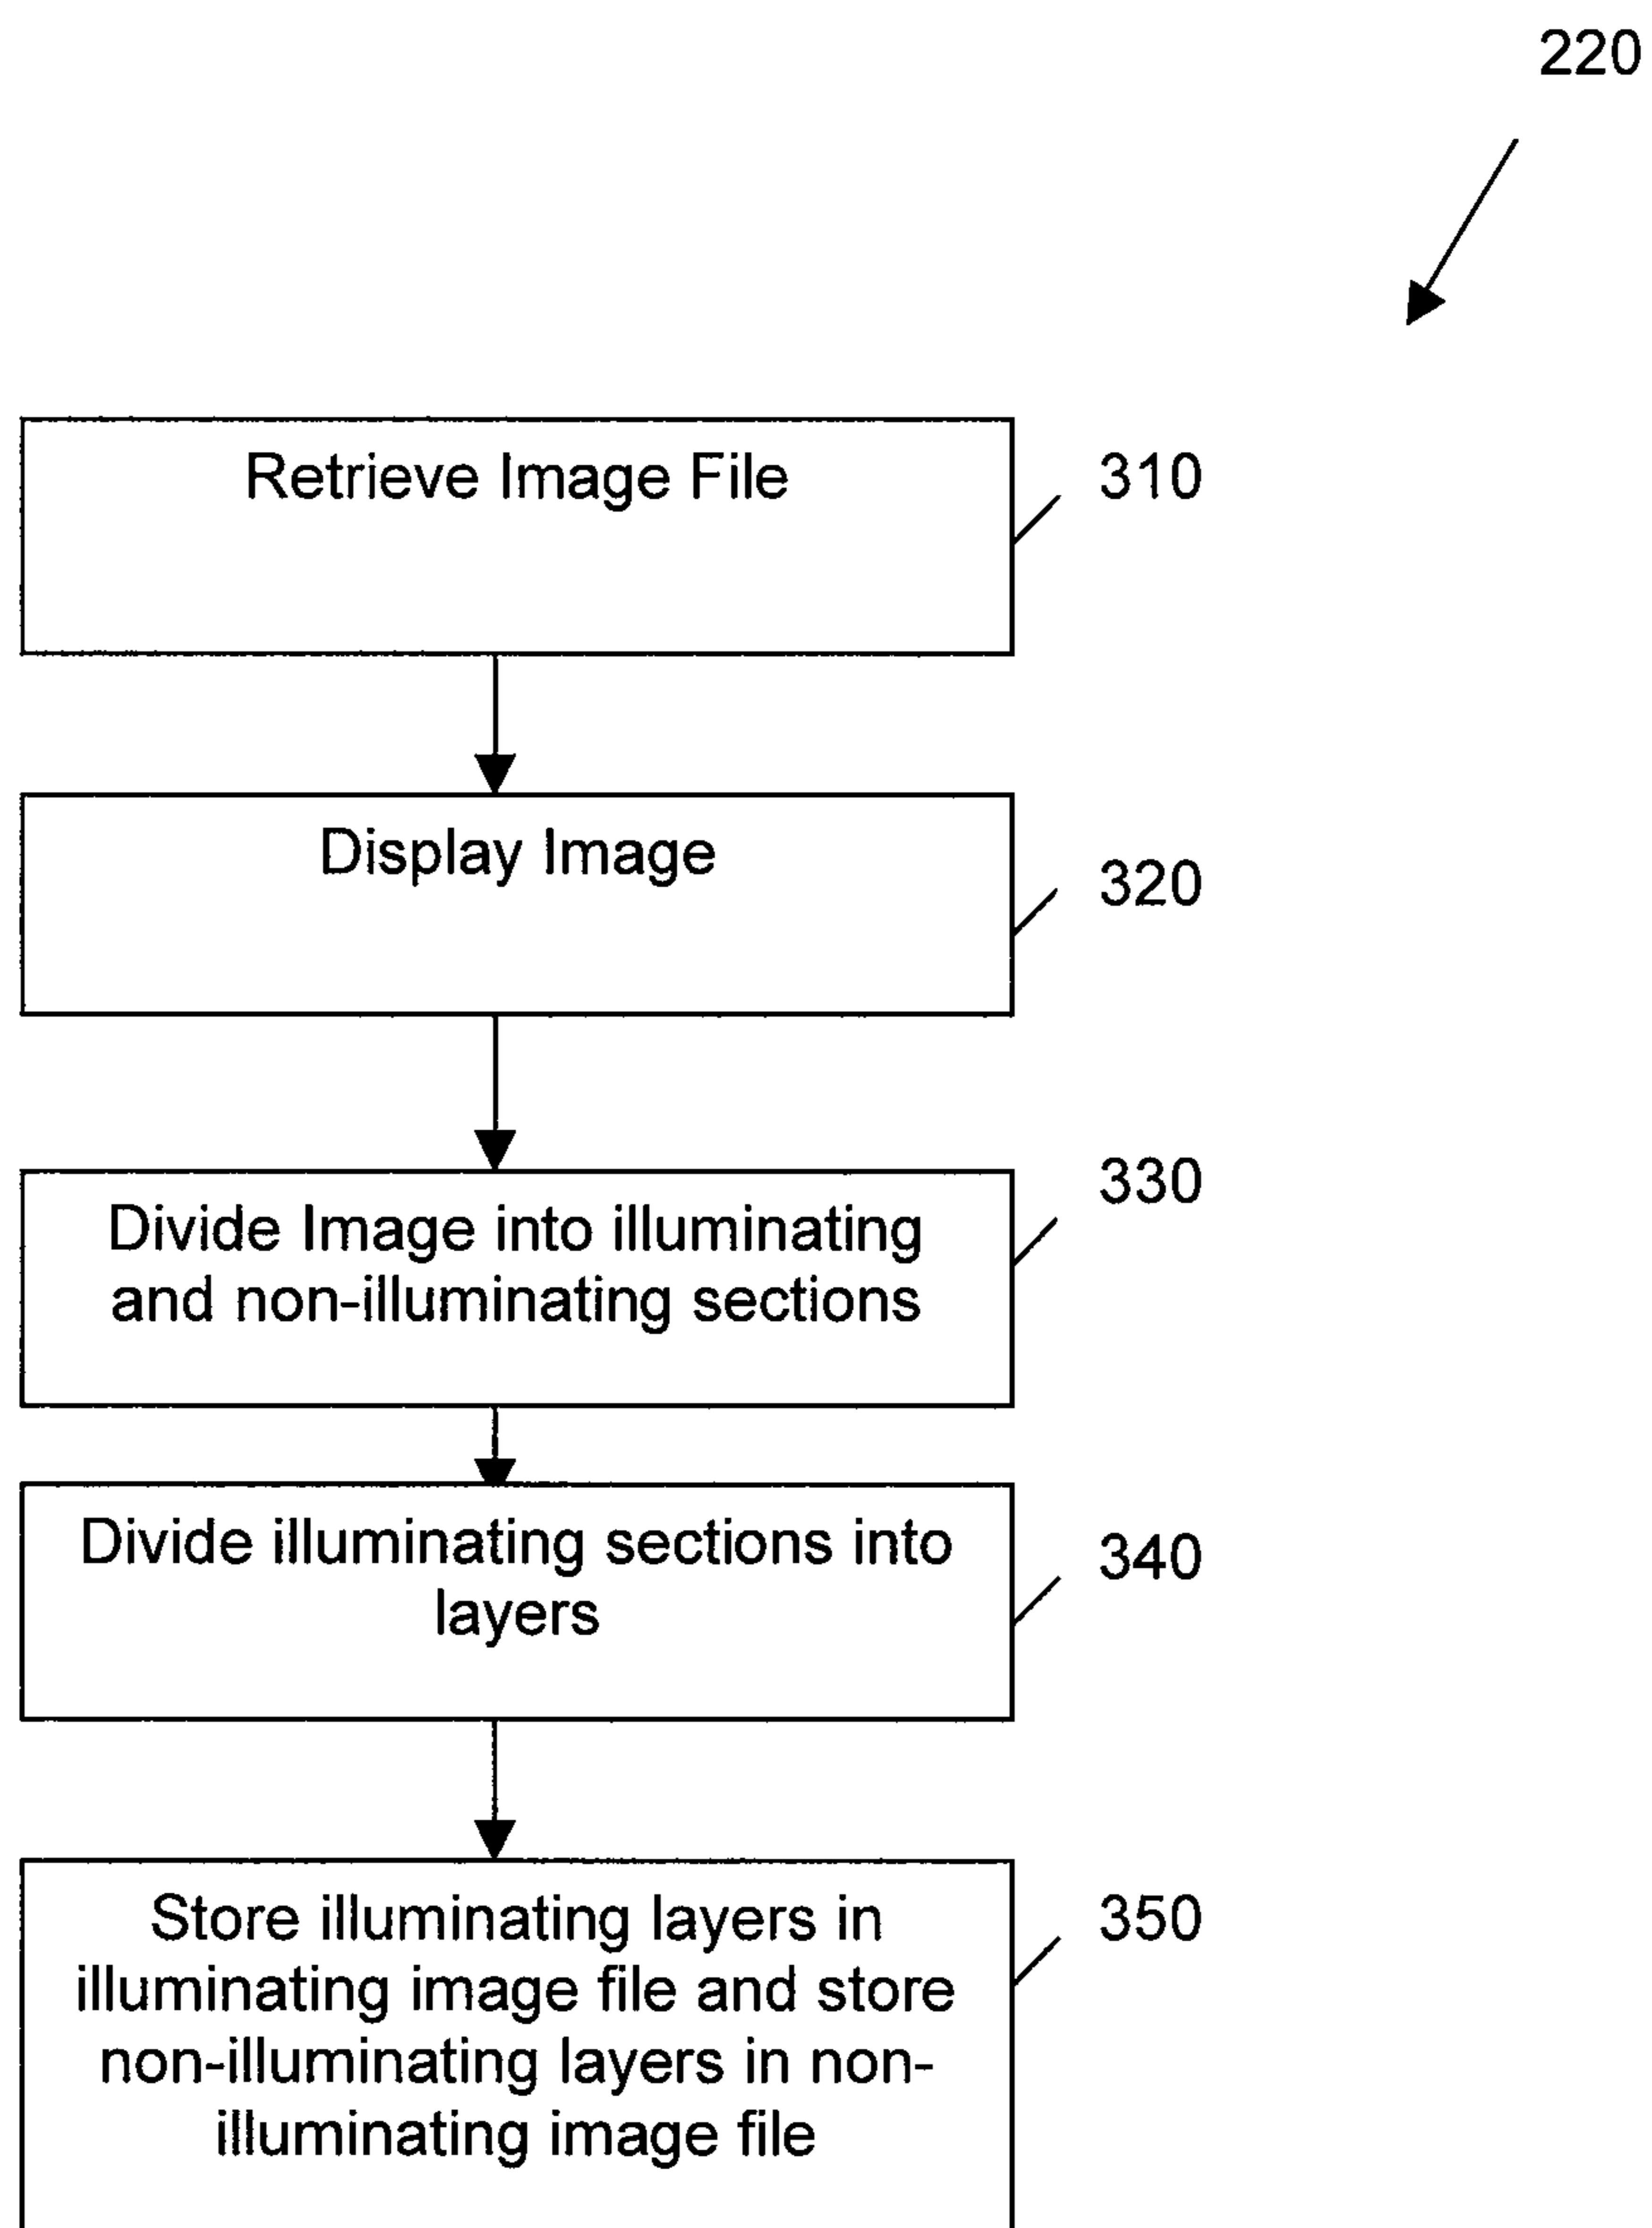 220
Retrieve Image File
310
Display Image
320
330
Divide Image into illuminating
and non-illuminating sections
Divide illuminating sections into
layers
340
Store illuminating layers in
illuminating image file and store
non-illuminating layers in non-
illuminating image file
350